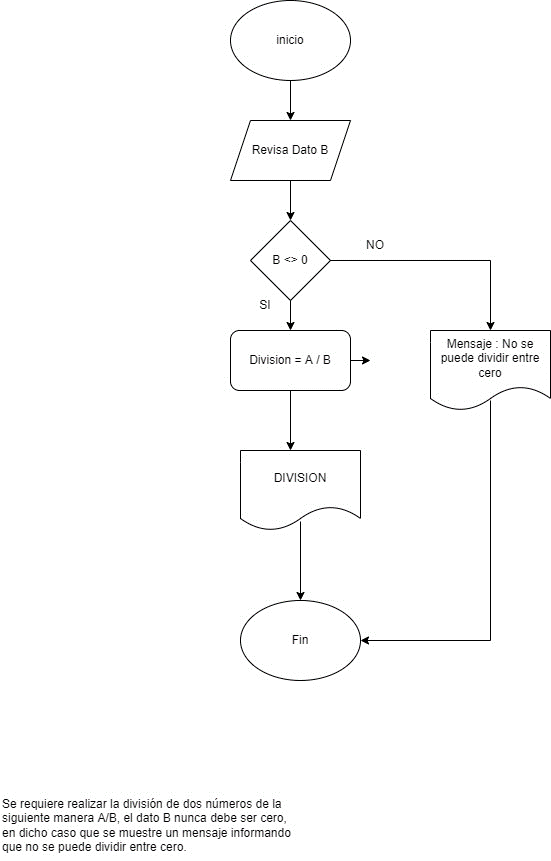 inicio
Revisa Dato B
B <> 0
NO
SI
Division = A / B
Mensaje : No se
puede dividir entre
cero
DIVISION
Fin
Se requiere realizar la división de dos números de la
siguiente manera A/B, el dato B nunca debe ser cero,
en dicho caso que se muestre un mensaje informando
que no se puede dividir entre cero.